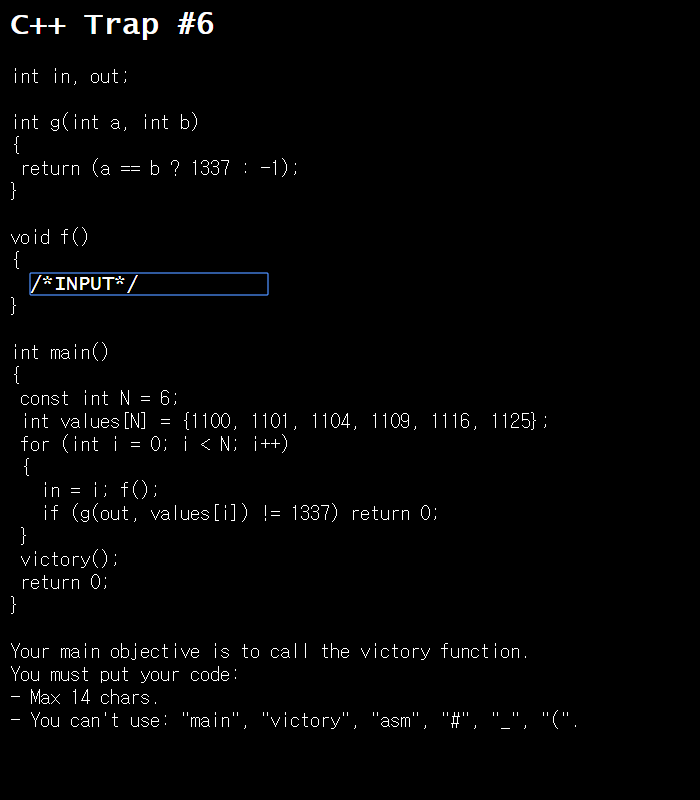 C++ Trap #6
int in, out;
int g(int a, int b)
{
return (a == b ? 1337 : -1);
}
void f()
{
/*INPUT*/
}
int main()
{
const int N = 6;
int values[N] = {1100, 1101, 1104, 1109, 1116, 1125};
for (int i = 0; i < N; i++)
{
in = i; f();
if (g(out, values[i]) != 1337) return 0;
}
victory();
return 0;
}
Your main objective is to call the victory function.
You must put your code:
- Max 14 chars.
- You can't use: "main", "victory", "asm", "#", "_", "(".